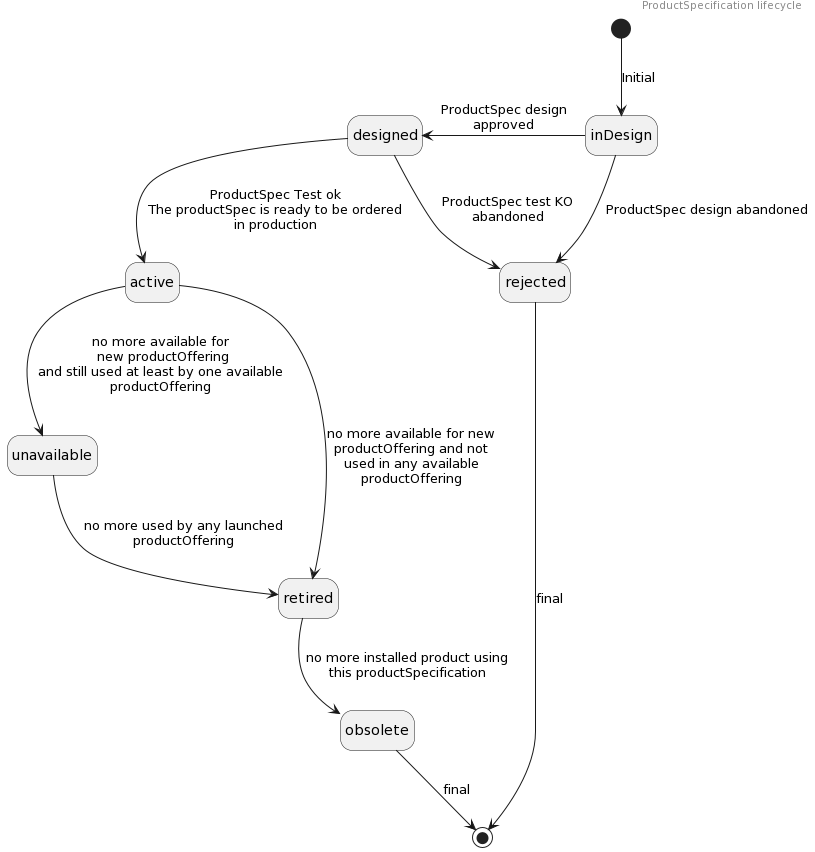 ProductSpecification lifecycle
Initial
ProductSpec design
approved
designed
inDesign
ProductSpec Test ok
The productSpec is ready to be ordered
in production
ProductSpec test KO
abandoned
ProductSpec design abandoned
active
rejected
no more available for
new productOffering
and still used at least by one available
productOffering
no more available for new
productOffering and not
used in any available
productOffering
unavailable
no more used by any launched
productOffering
retired
final
no more installed product using
this productSpecification
obsolete
final